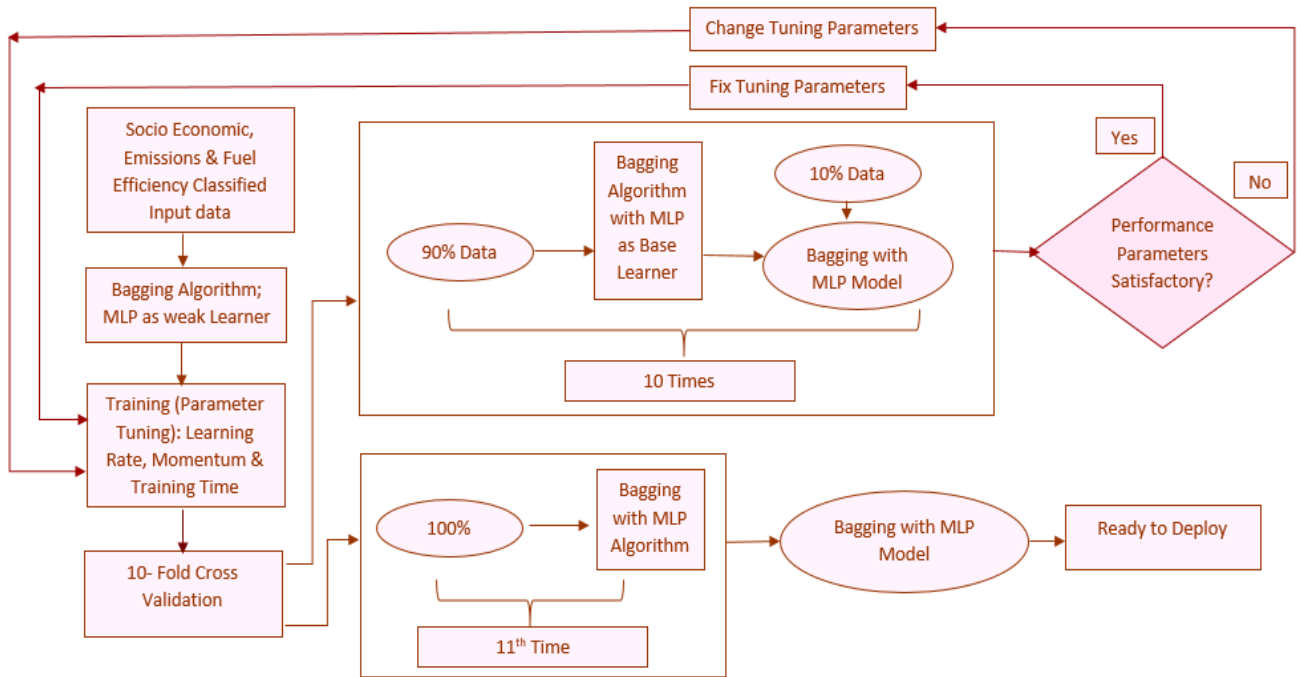 Change Tuning Parameters
Fix Tuning Parameters
Socio Economic,
Emissions & Fuel
Efficiency Classified
Input data
Bagging Algorithm;
MLP as weak Learner
Training (Parameter
Tuning): Learning
Rate, Momentum &
Training Time
10- Fold Cross
Validation
90% Data
Bagging
Algorithm
with MLP
as Base
Learner
10% Data
Bagging with
MLP Model
10 Times
Yes
No
Performance
Parameters
Satisfactory?
100%
Bagging
with MLP
Algorithm
11th Time
Bagging with MLP
Model
Ready to Deploy